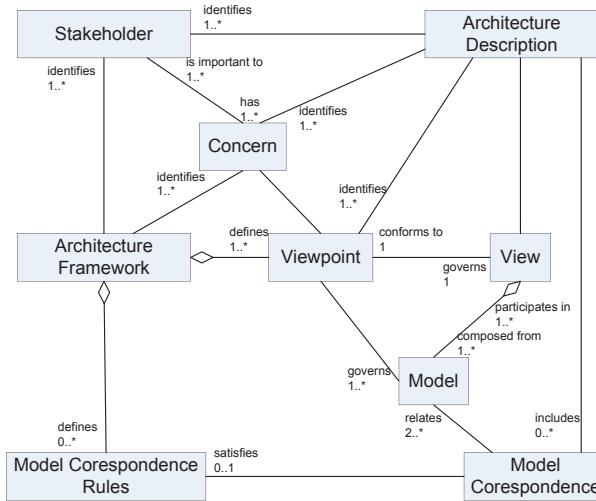 identifies
1..*
Stakeholder
Architecture
Description
identifies
1..*
is important to
1..*
has
1..*
identifies
1..*
Concern
identifies
1..*
identifies
1..*
Architecture
Framework
defines
1..*
Viewpoint
conforms to
1
governs
1
View
participates in
1..*
composed from
1..*
governs
1..*
Model
defines
0..*
relates
2..*
includes
0..*
Model Corespondence
Rules
satisfies
0..1
Model
Corespondence